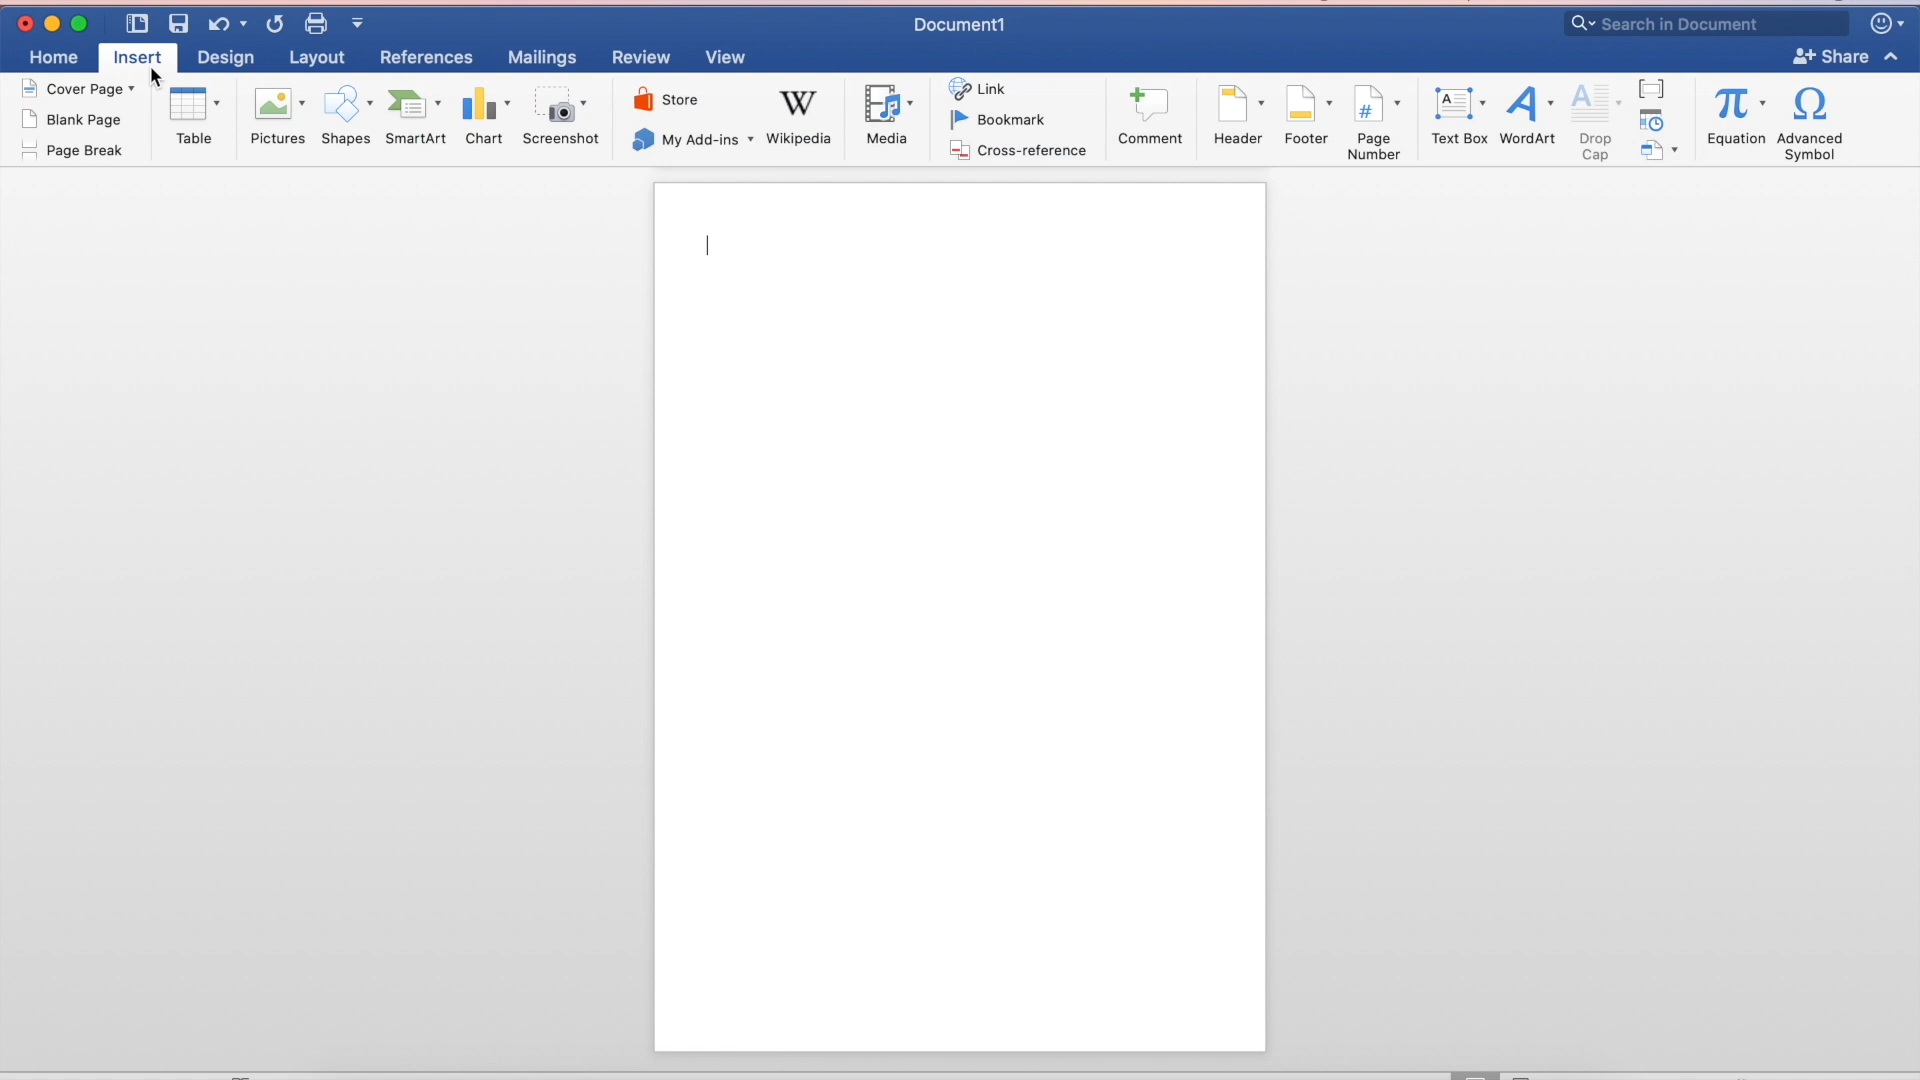 Document1
Search in Document
Home Insert Design Layout References Mailings Review View
Share
Cover Page
Blank Page
Page Break
Table
Pictures
Shapes
SmartArt
Chart
Screenshot
Store
My Add-ins
W
Wikipedia
Media
Link
Bookmark
Cross-reference
Comment
Header
Footer
#
Page
Number
A
Text Box
A
WordArt
A
Drop
Cap
π
Equation
Ω
Advanced
Symbol